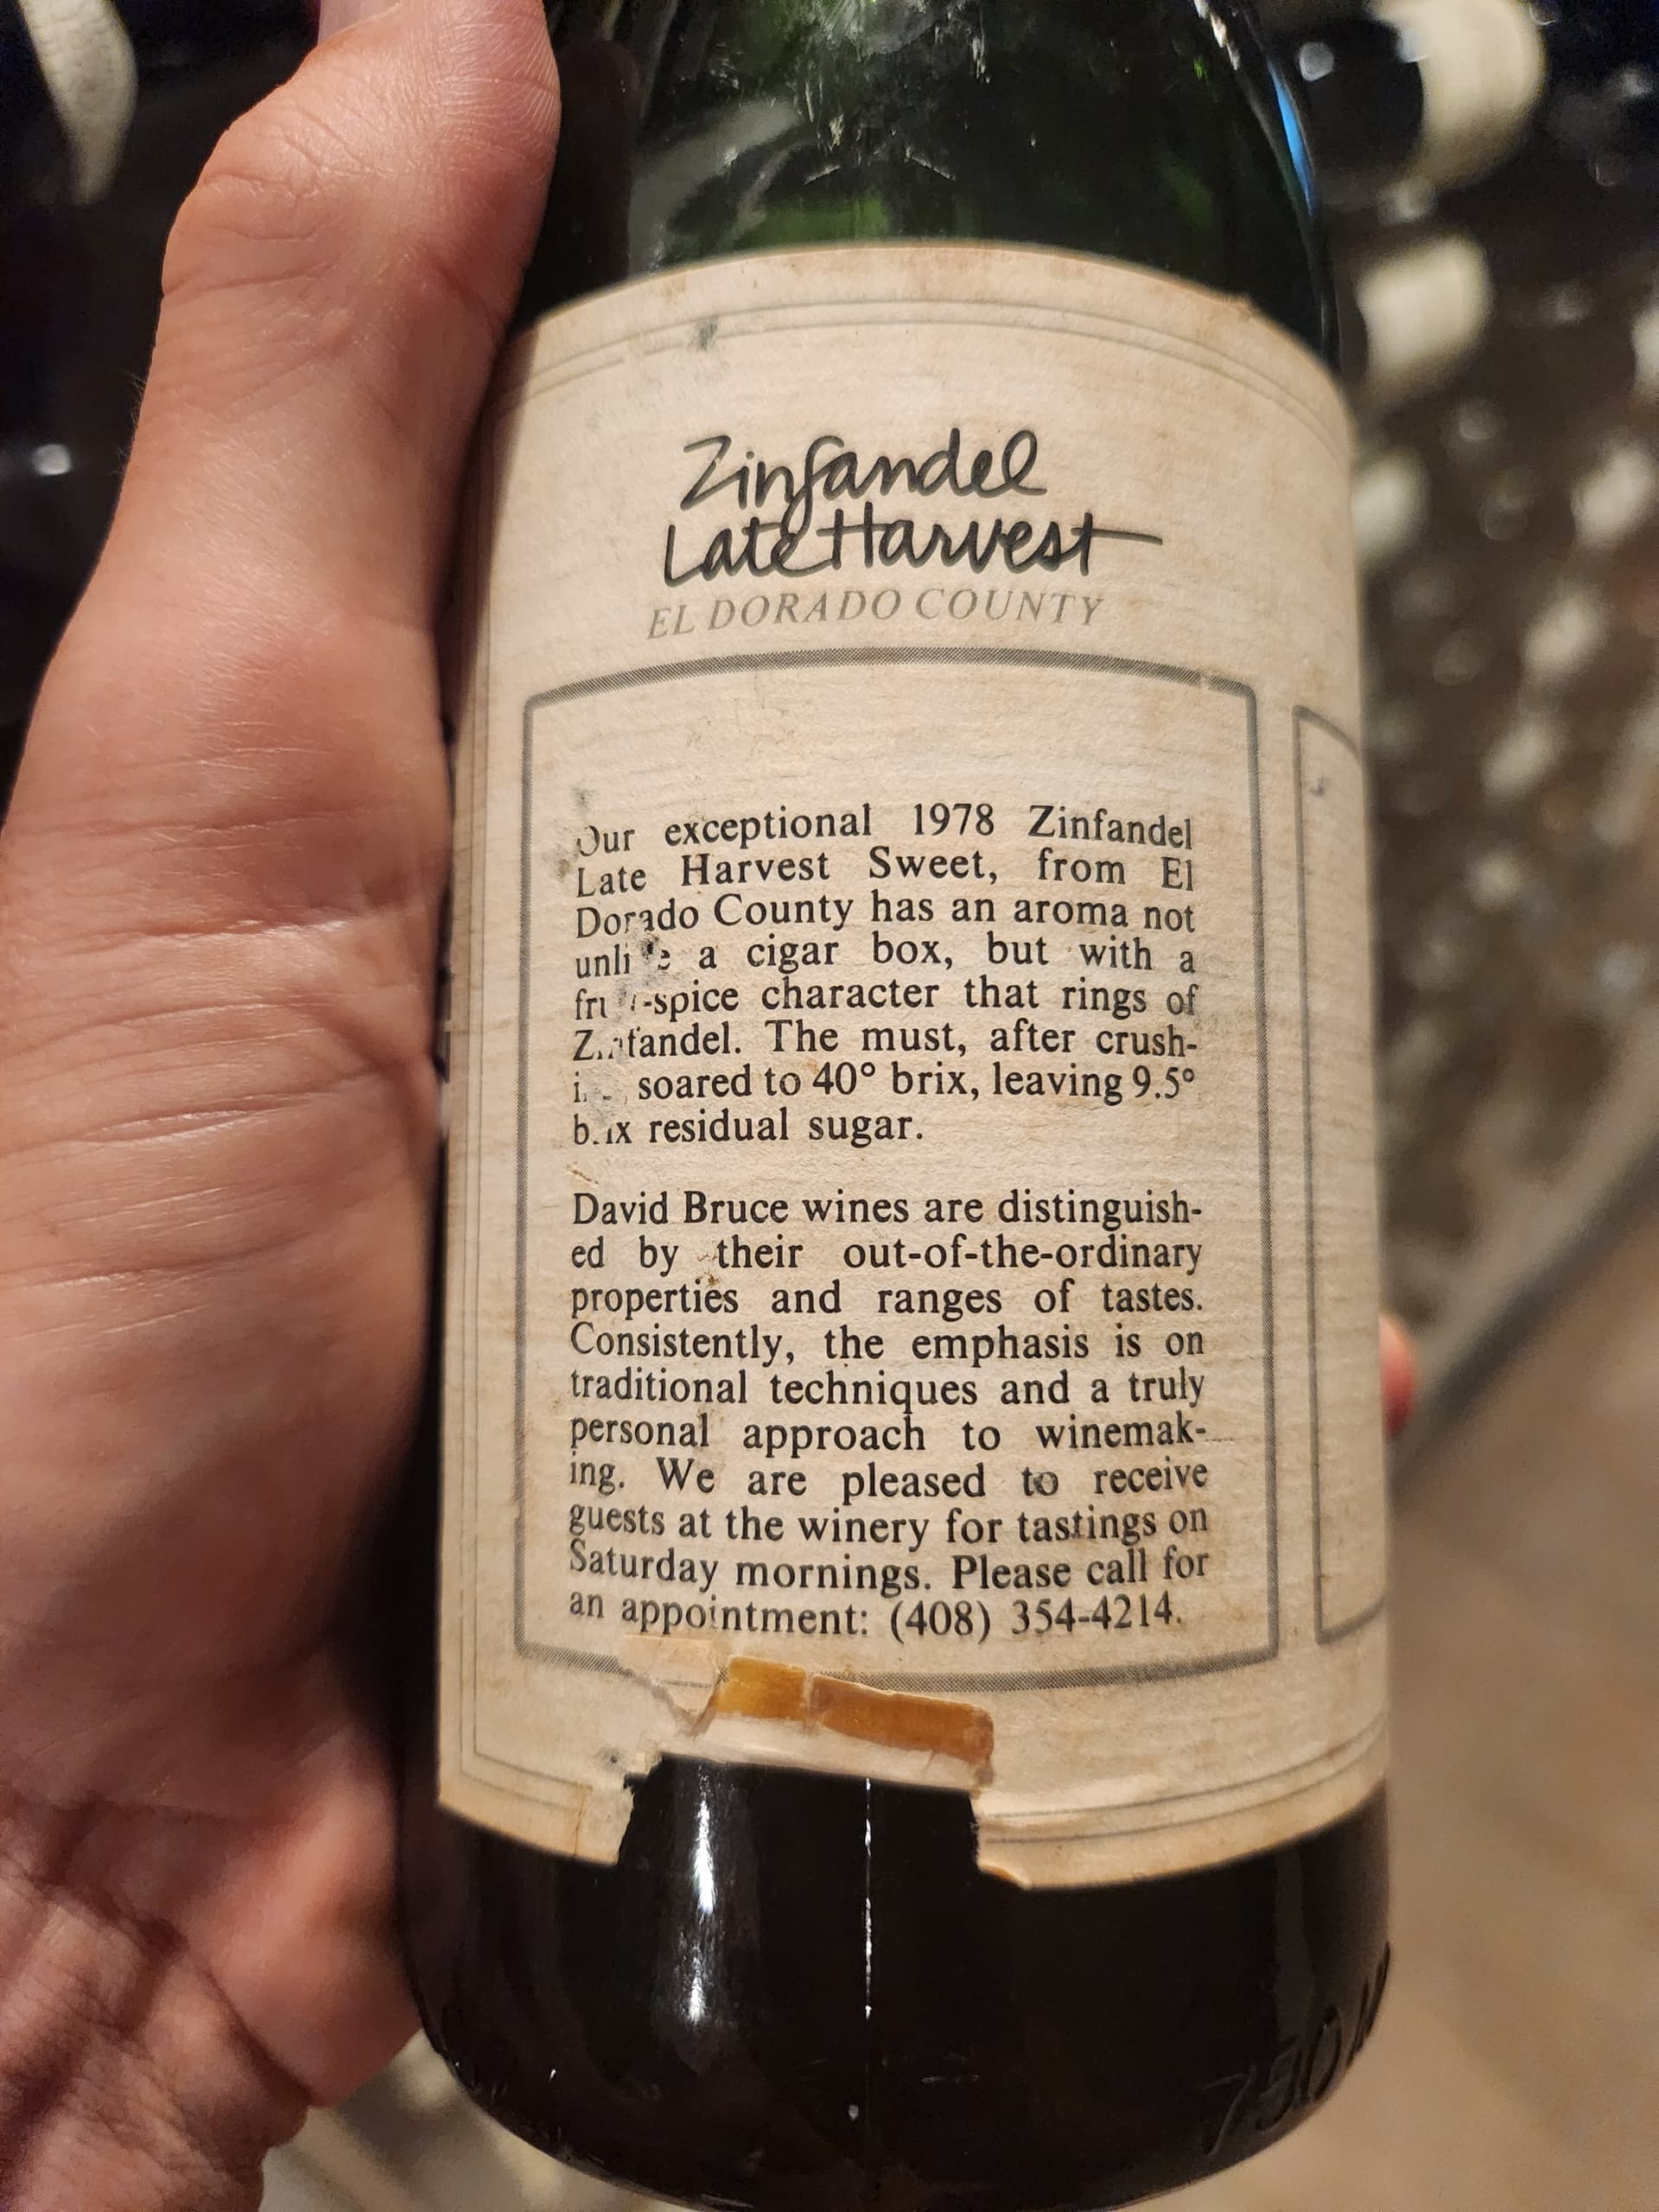 Zinfandel
Late Harvest
EL DORADO COUNTY
Our exceptional 1978 Zinfandel
Late Harvest Sweet, from El
Dorado County has an aroma not
unlike a cigar box, but with a
fruit-spice character that rings of
Zinfandel. The must, after crush-
soared to 40° brix, leaving 9.5°
brix residual sugar.
David Bruce wines are distinguish-
ed by their out-of-the-ordinary
properties and ranges of tastes.
Consistently, the emphasis is on
traditional techniques and a truly
personal approach to winemak-
ing. We are pleased to receive
guests at the winery for tastings on
Saturday mornings. Please call for
an appointment: (408) 354-4214.
750 M